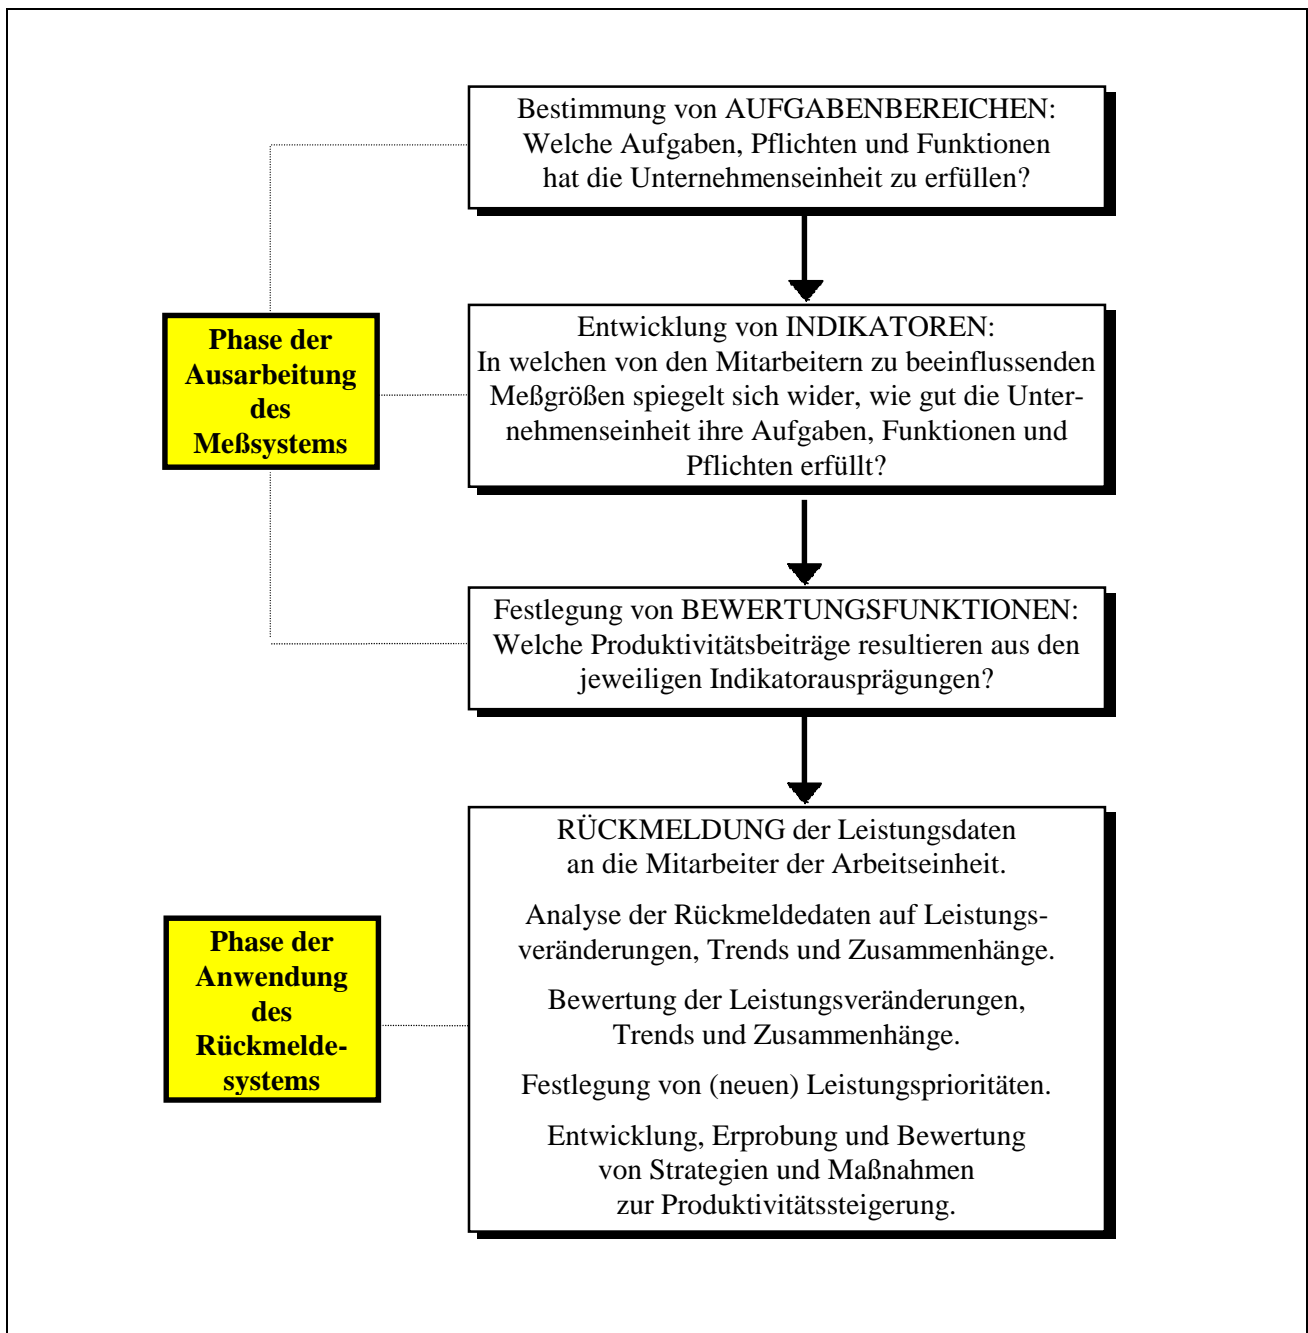 Bestimmung von AUFGABENBEREICHEN:
Welche Aufgaben, Pflichten und Funktionen
hat die Unternehmenseinheit zu erfüllen?
Phase der
Ausarbeitung
des
Meßsystems
Entwicklung von INDIKATOREN:
In welchen von den Mitarbeitern zu beeinflussenden
Meßgrößen spiegelt sich wider, wie gut die Unter-
nehmenseinheit ihre Aufgaben, Funktionen und
Pflichten erfüllt?
Festlegung von BEWERTUNGSFUNKTIONEN:
Welche Produktivitätsbeiträge resultieren aus den
jeweiligen Indikatorausprägungen?
Phase der
Anwendung
des
Rückmelde-
systems
RÜCKMELDUNG der Leistungsdaten
an die Mitarbeiter der Arbeitseinheit.
Analyse der Rückmeldedaten auf Leistungs-
veränderungen, Trends und Zusammenhänge.
Bewertung der Leistungsveränderungen,
Trends und Zusammenhänge.
Festlegung von (neuen) Leistungsprioritäten.
Entwicklung, Erprobung und Bewertung
von Strategien und Maßnahmen
zur Produktivitätssteigerung.